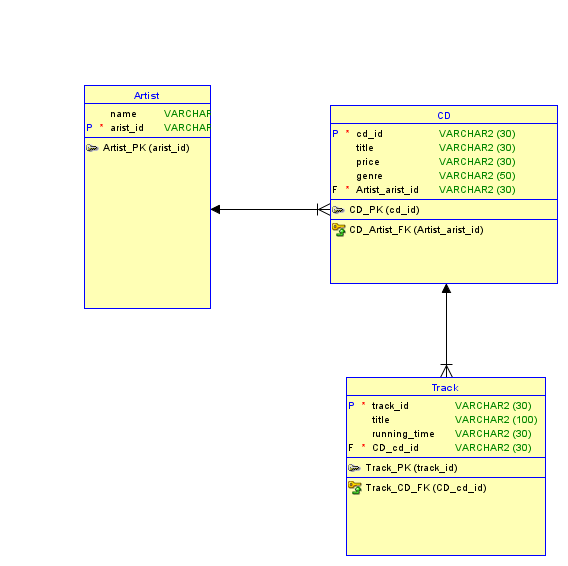 Artist
name VARCHAR
P * arist_id VARCHAR
Artist_PK (arist_id)
CD
P * cd_id VARCHAR2 (30)
title VARCHAR2 (30)
price VARCHAR2 (30)
genre VARCHAR2 (50)
F * Artist_arist_id VARCHAR2 (30)
CD_PK (cd_id)
CD_Artist_FK (Artist_arist_id)
Track
P * track_id VARCHAR2 (30)
title VARCHAR2 (100)
running_time VARCHAR2 (30)
F * CD_cd_id VARCHAR2 (30)
Track_PK (track_id)
Track_CD_FK (CD_cd_id)